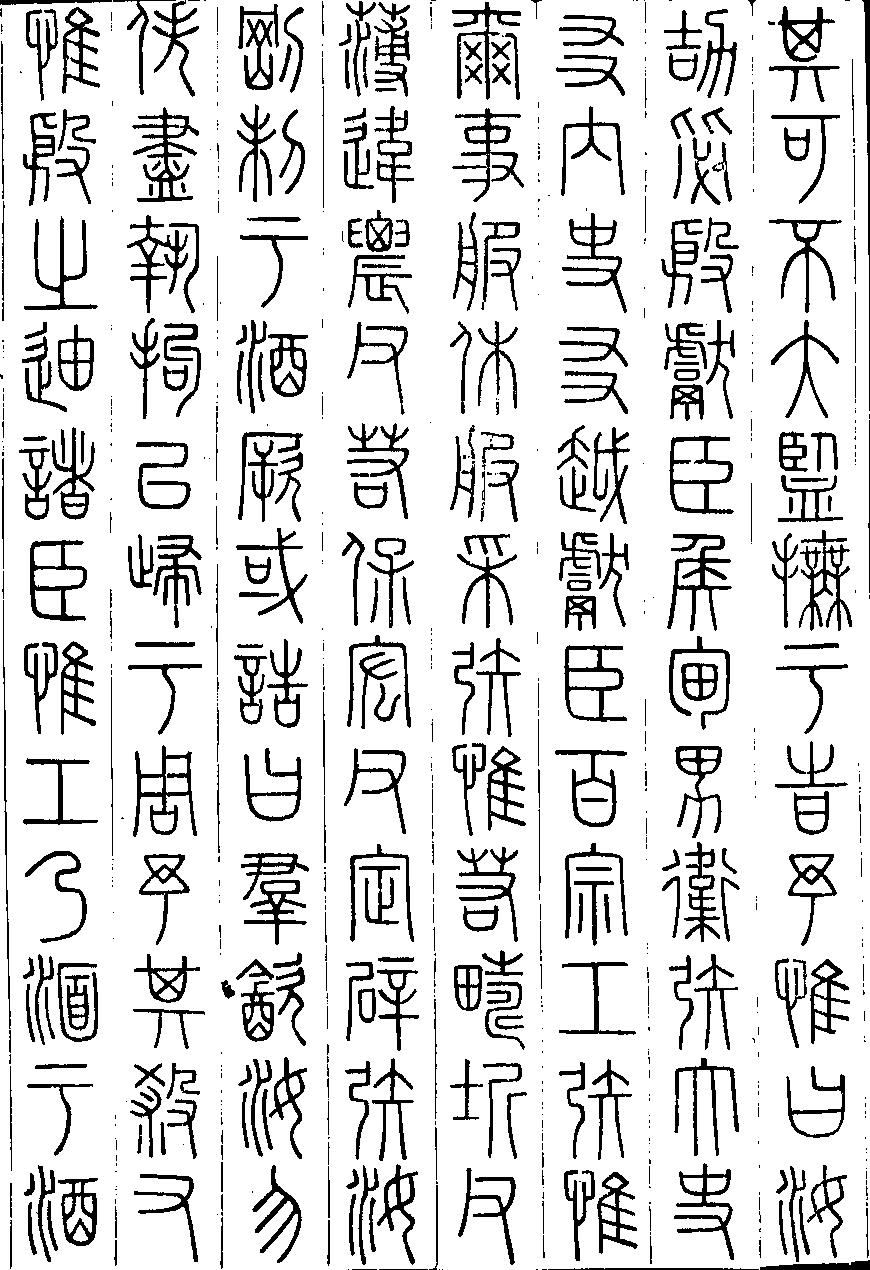 其可不大監撫于時予惟曰汝
劼毖殷獻臣侯甸男衛矧太史
友內史友越獻臣百宗工矧惟
爾事服休服采矧惟若疇圻父
薄違農父若保宏父定辟矧汝
剛制于酒厥或誥曰羣飲汝勿
佚盡執拘以歸于周予其殺又
惟殷之迪諸臣惟工乃湎于酒